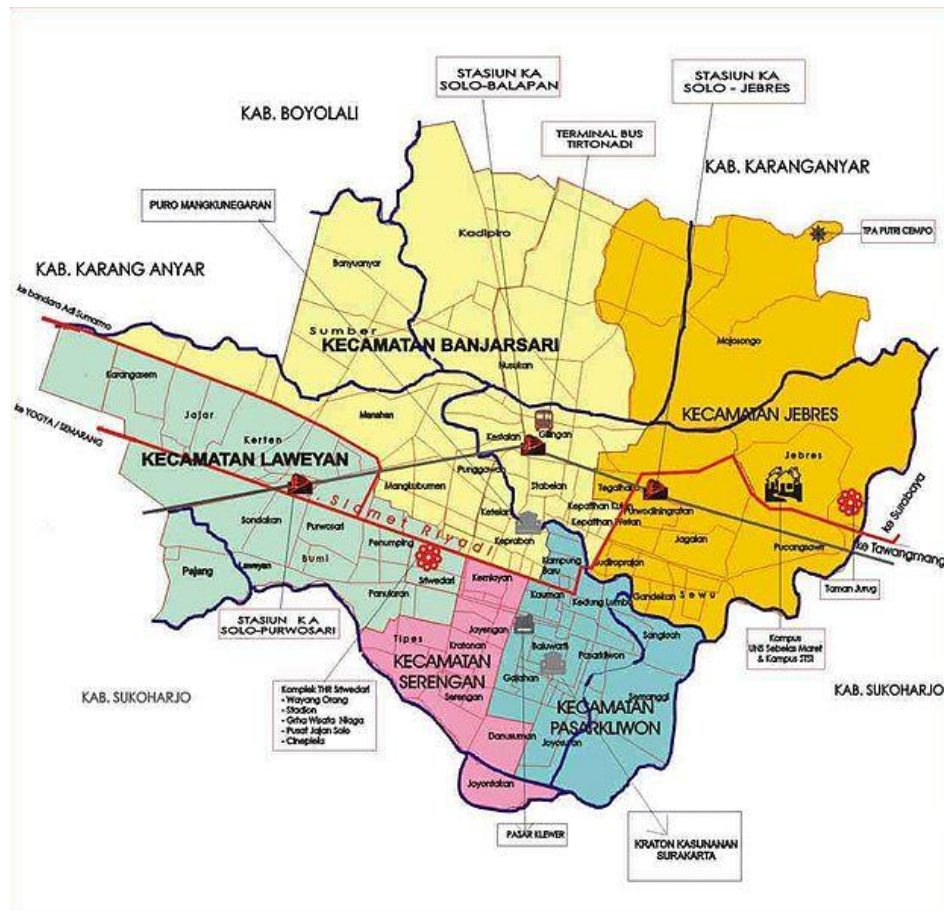 STASIUN KA
SOLO-BALAPAN
STASIUN KA
SOLO - JEBRES
KAB. BOYOLALI
TERMINAL BUS
TIRTONADI
KAB. KARANGANYAR
PURO MANGKUNEGARAN
TPA PUTRI CEMPO
Kadipiro
Banyuanyar
KAB. KARANG ANYAR
ke bandara Adi Sumarmo
Sumber
KECAMATAN BANJARSARI
Mojosongo
Nusukan
Karangasem
Jajar
Manahan
KECAMATAN JEBRES
ke YOGYA / SEMARANG
Kerten
Kestalan
Gilingan
Jebres
KECAMATAN LAWEYAN
Punggawan
Mangkubumen
Stabelan
Tegalharjo
ke Surabaya
Slamet Riyadi
Ketelan
Kepatihan Kulon
Purwodiningratan
Kepatihan Wetan
Sondakan
Purwosari
Keprabon
Jagalan
Pucangsawit
ke Tawangmangu
Penumping
Kampung
Baru
Sudiroprajan
Pajang
Laweyan
Bumi
Sriwedari
Kemlayan
Kauman
Kedung Lumbu
Gandekan
Sewu
Taman Jurug
Panularan
STASIUN K A
SOLO-PURWOSARI
Tipes
Jayengan
Kratonan
Baluwarti
Pasarkliwon
Sangkrah
Kampus
UNS Sebelas Maret
& Kampus STSI
KECAMATAN
SERENGAN
Gajahan
KAB. SUKOHARJO
KAB. SUKOHARJO
Komplek THR Sriwedari
- Wayang Orang
- Stadion
- Griha Wisata Niaga
- Pusat Jajan Solo
- Cinepleks
Serengan
Semanggi
KECAMATAN
PASARKLIWON
Danusuman
Joyosuran
Joyontakan
PASAR KLEWER
KRATON KASUNANAN
SURAKARTA